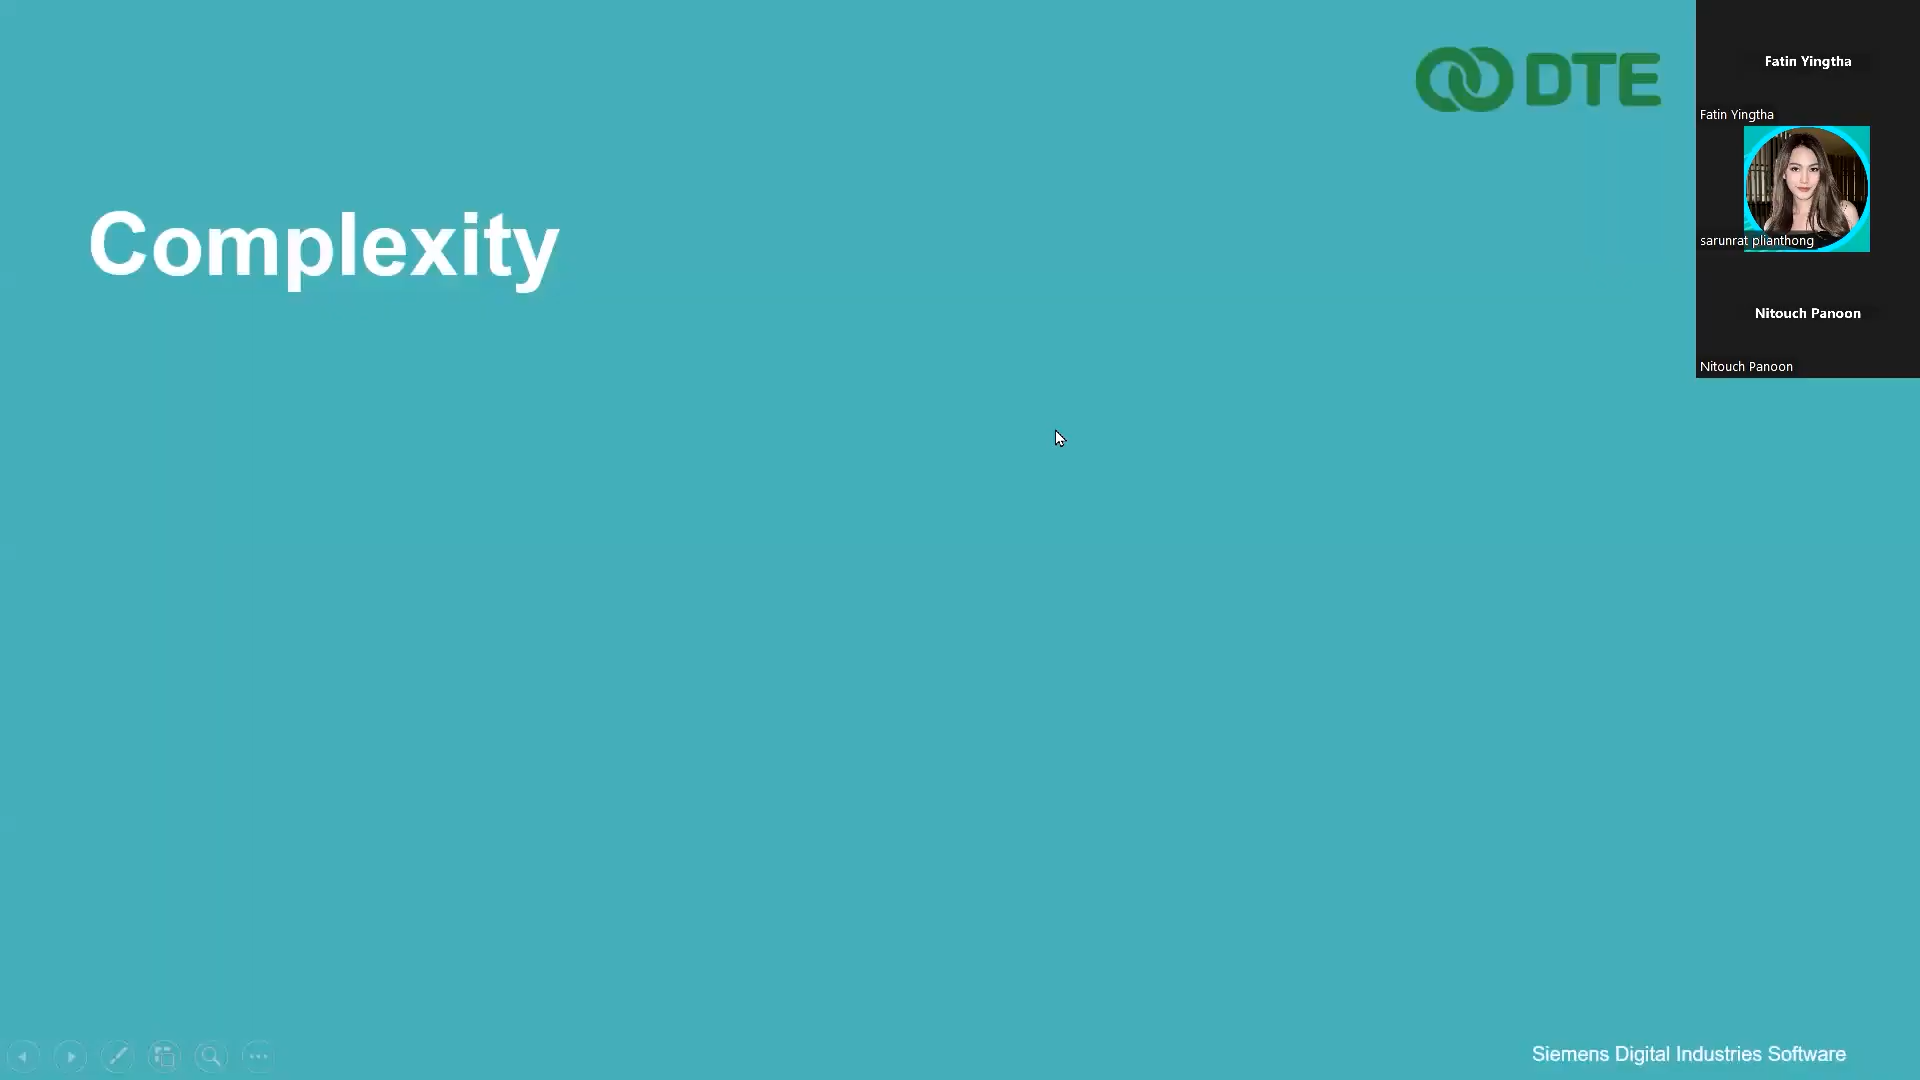 DTE
Complexity
Fatin Yingtha
Fatin Yingtha
sarunrat plianthong
Nitouch Panoon
Nitouch Panoon
Siemens Digital Industries Software